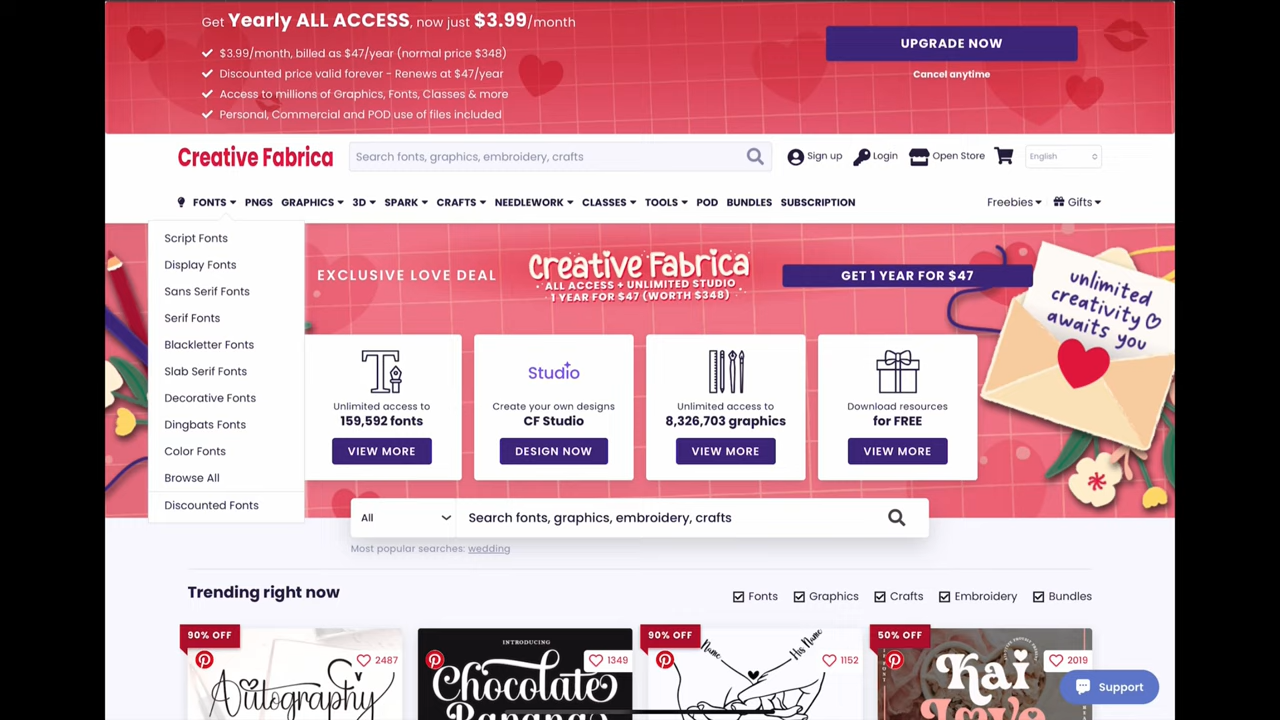 Get Yearly ALL ACCESS, now just $3.99/month
$3.99/month, billed as $47/year (normal price $348)
Discounted price valid forever - Renews at $47/year
Access to millions of Graphics, Fonts, Classes & more
Personal, Commercial and POD use of files included
UPGRADE NOW
Cancel anytime
Creative Fabrica
Search fonts, graphics, embroidery, crafts
Sign up
Login
Open Store
English
FONTS
PNGS
GRAPHICS
3D
SPARK
CRAFTS
NEEDLEWORK
CLASSES
TOOLS
POD
BUNDLES
SUBSCRIPTION
Freebies
Gifts
Script Fonts
Display Fonts
Sans Serif Fonts
Serif Fonts
Blackletter Fonts
Slab Serif Fonts
Decorative Fonts
Dingbats Fonts
Color Fonts
Browse All
Discounted Fonts
EXCLUSIVE LOVE DEAL
Creative Fabrica
ALL ACCESS + UNLIMITED STUDIO
1 YEAR FOR $47 (WORTH $348)
GET 1 YEAR FOR $47
unlimited
creativity
awaits you
Unlimited access to
159,592 fonts
VIEW MORE
Studio
Create your own designs
CF Studio
DESIGN NOW
Unlimited access to
8,326,703 graphics
VIEW MORE
Download resources
for FREE
VIEW MORE
All
Search fonts, graphics, embroidery, crafts
Most popular searches: wedding
Trending right now
Fonts
Graphics
Crafts
Embroidery
Bundles
90% OFF
2487
Autography
INTRODUCING
1349
Chocolate
Bananas
90% OFF
1152
Name
His Name
50% OFF
2019
Kai
Love
Support